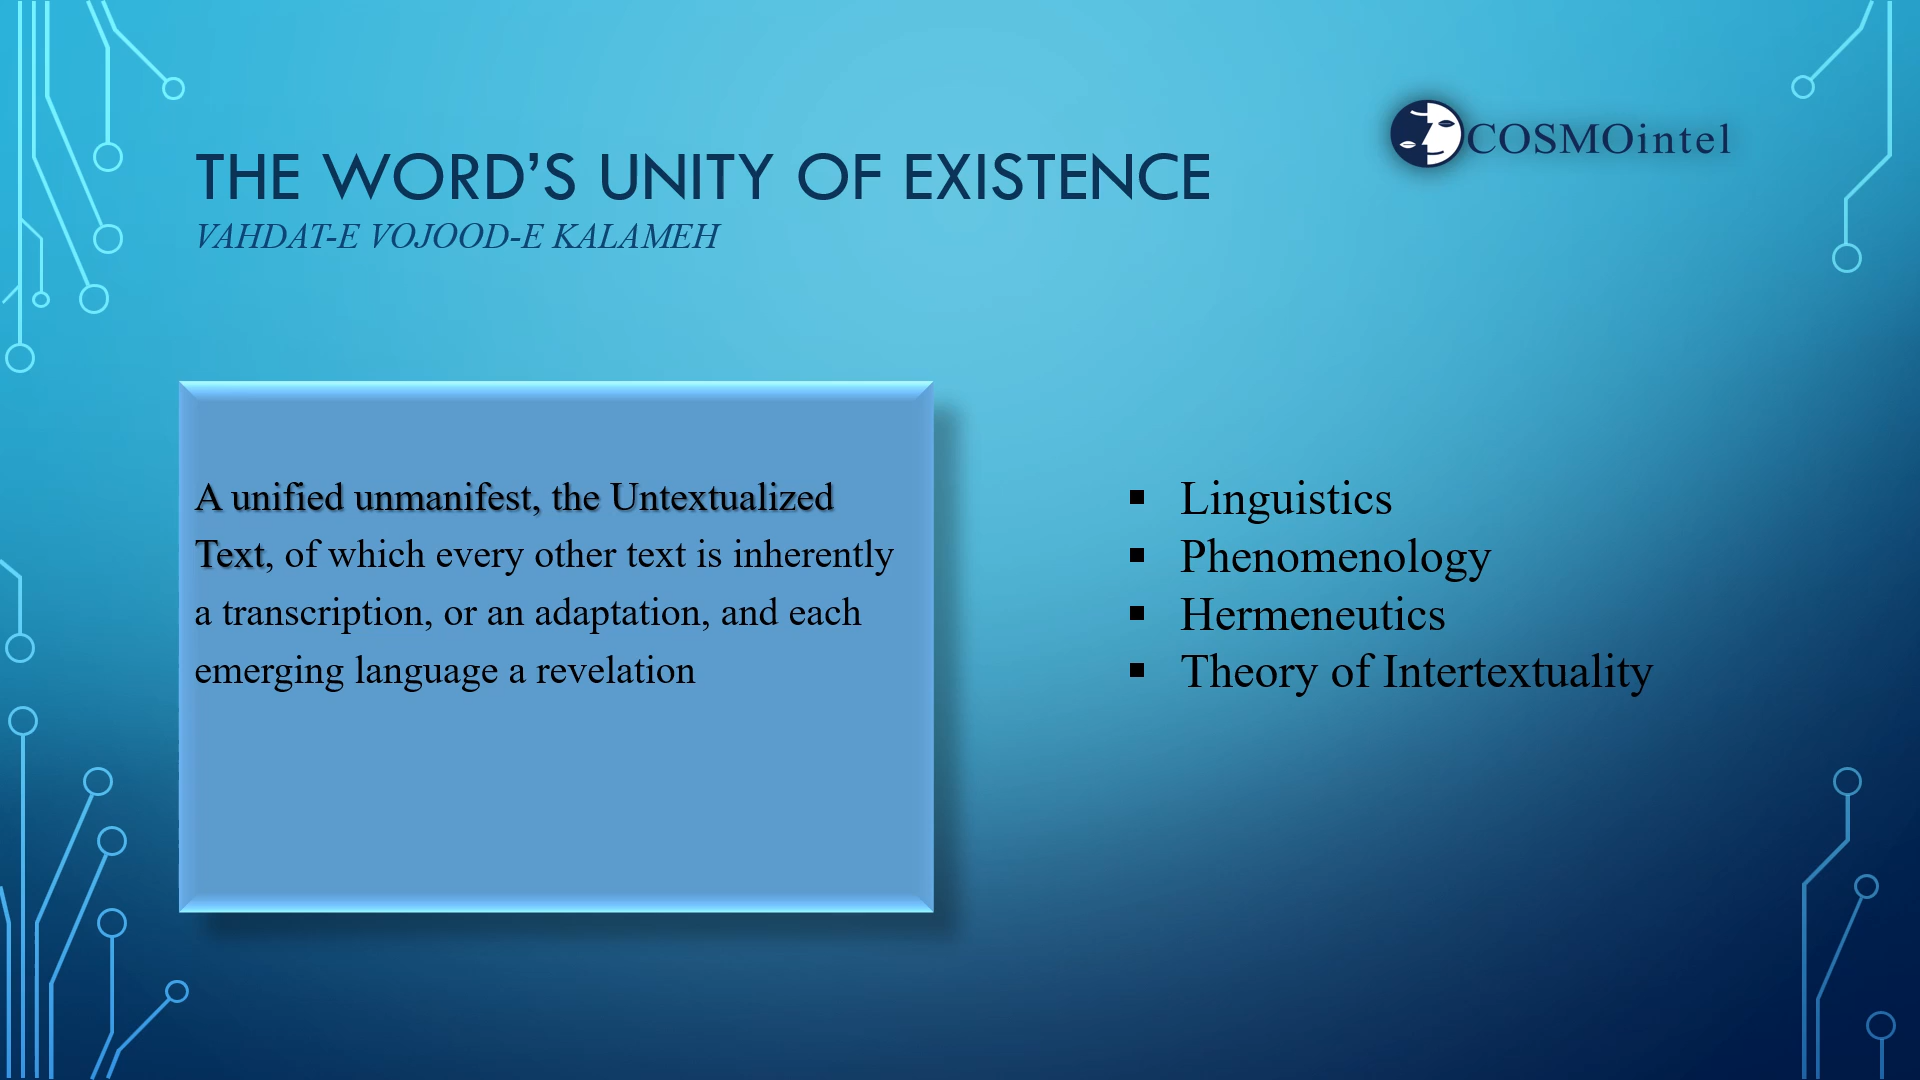 COSMOintel
THE WORD’S UNITY OF EXISTENCE
VAHDAT-E VOJOOD-E KALAMEH
A unified unmanifest, the Untextualized
Text, of which every other text is inherently
a transcription, or an adaptation, and each
emerging language a revelation
▪ Linguistics
▪ Phenomenology
▪ Hermeneutics
▪ Theory of Intertextuality